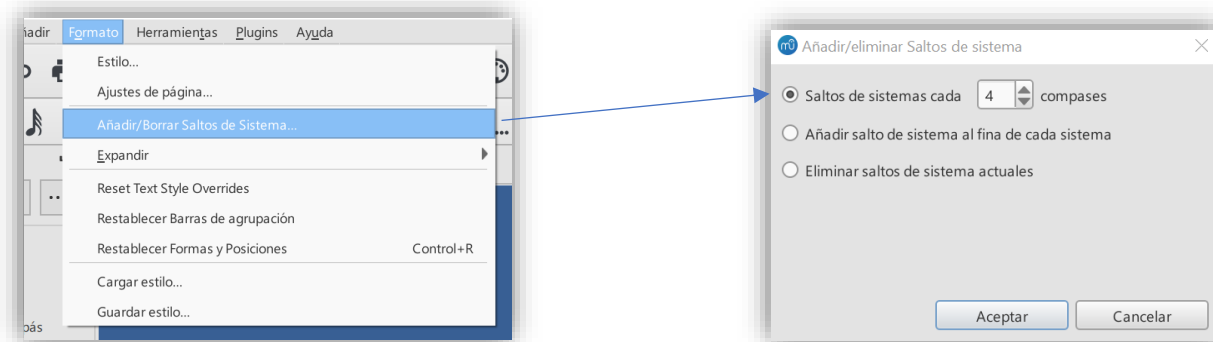 Formato Herramientas Plugins Ayuda
Estilo...
Ajustes de página...
Añadir/Borrar Saltos de Sistema...
Expandir
Reset Text Style Overrides
Restablecer Barras de agrupación
Restablecer Formas y Posiciones Control+R
Cargar estilo...
Guardar estilo...
Añadir/eliminar Saltos de sistema
Saltos de sistemas cada 4 compases
Añadir salto de sistema al fina de cada sistema
Eliminar saltos de sistema actuales
Aceptar Cancelar